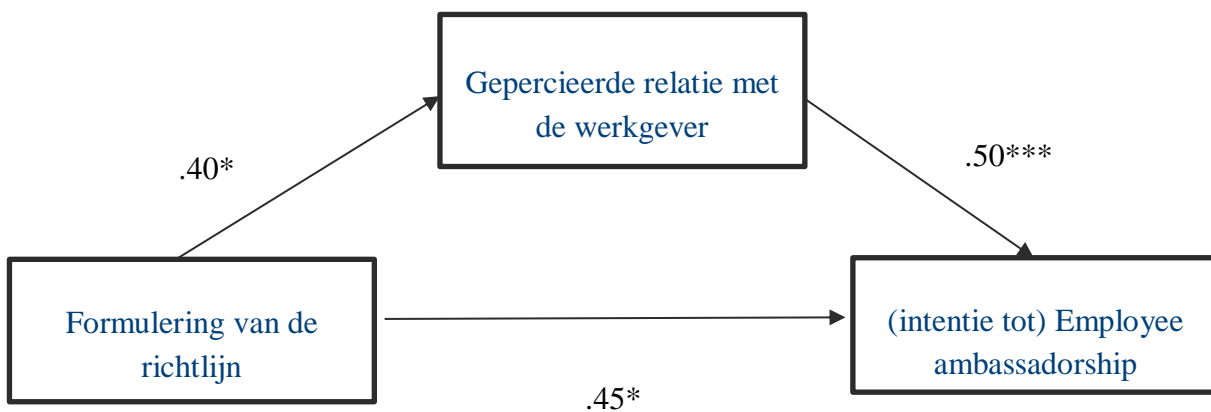 Gepercieerde relatie met
de werkgever
.40*
.50***
Formulering van de
richtlijn
(intentie tot) Employee
ambassadorship
.45*